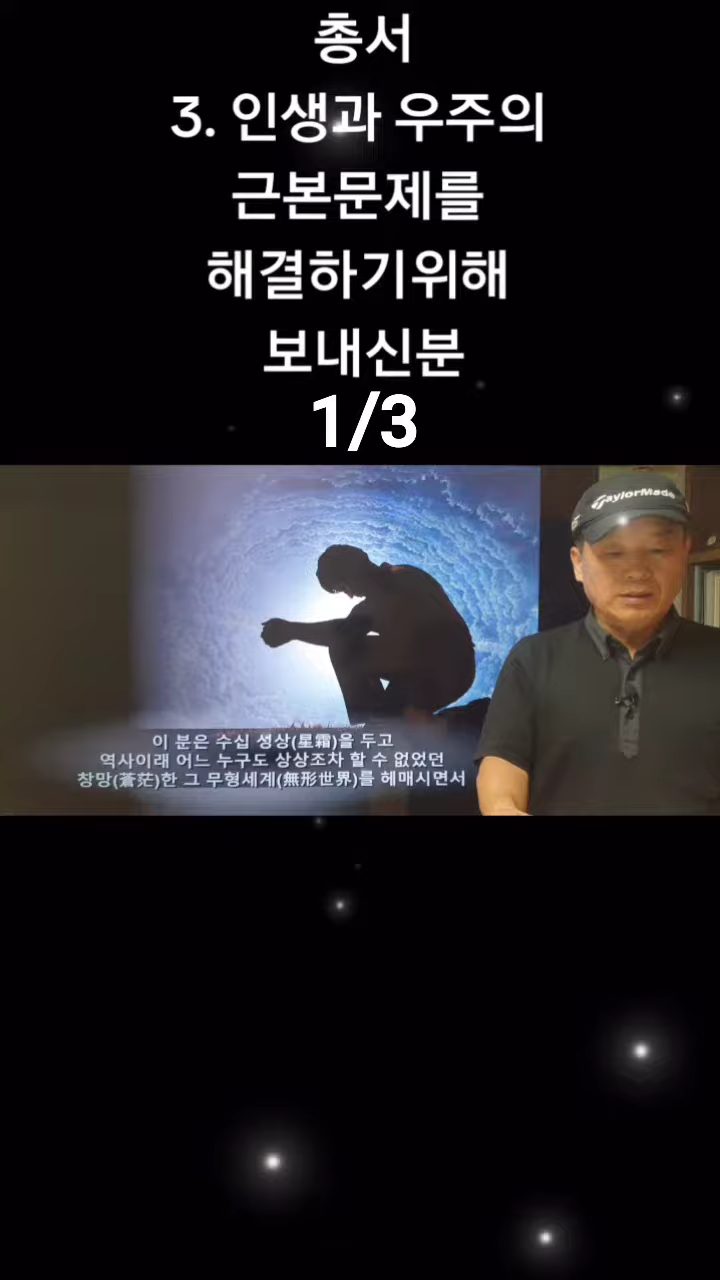 총서
3. 인생과 우주의
근본문제를
해결하기위해
보내신분
1/3
TaylorMade
이 분은 수십 성상(星霜)을 두고
역사이래 어느 누구도 상상조차 할 수 없었던
창망(蒼茫)한 그 무형세계(無形世界)를 헤매시면서